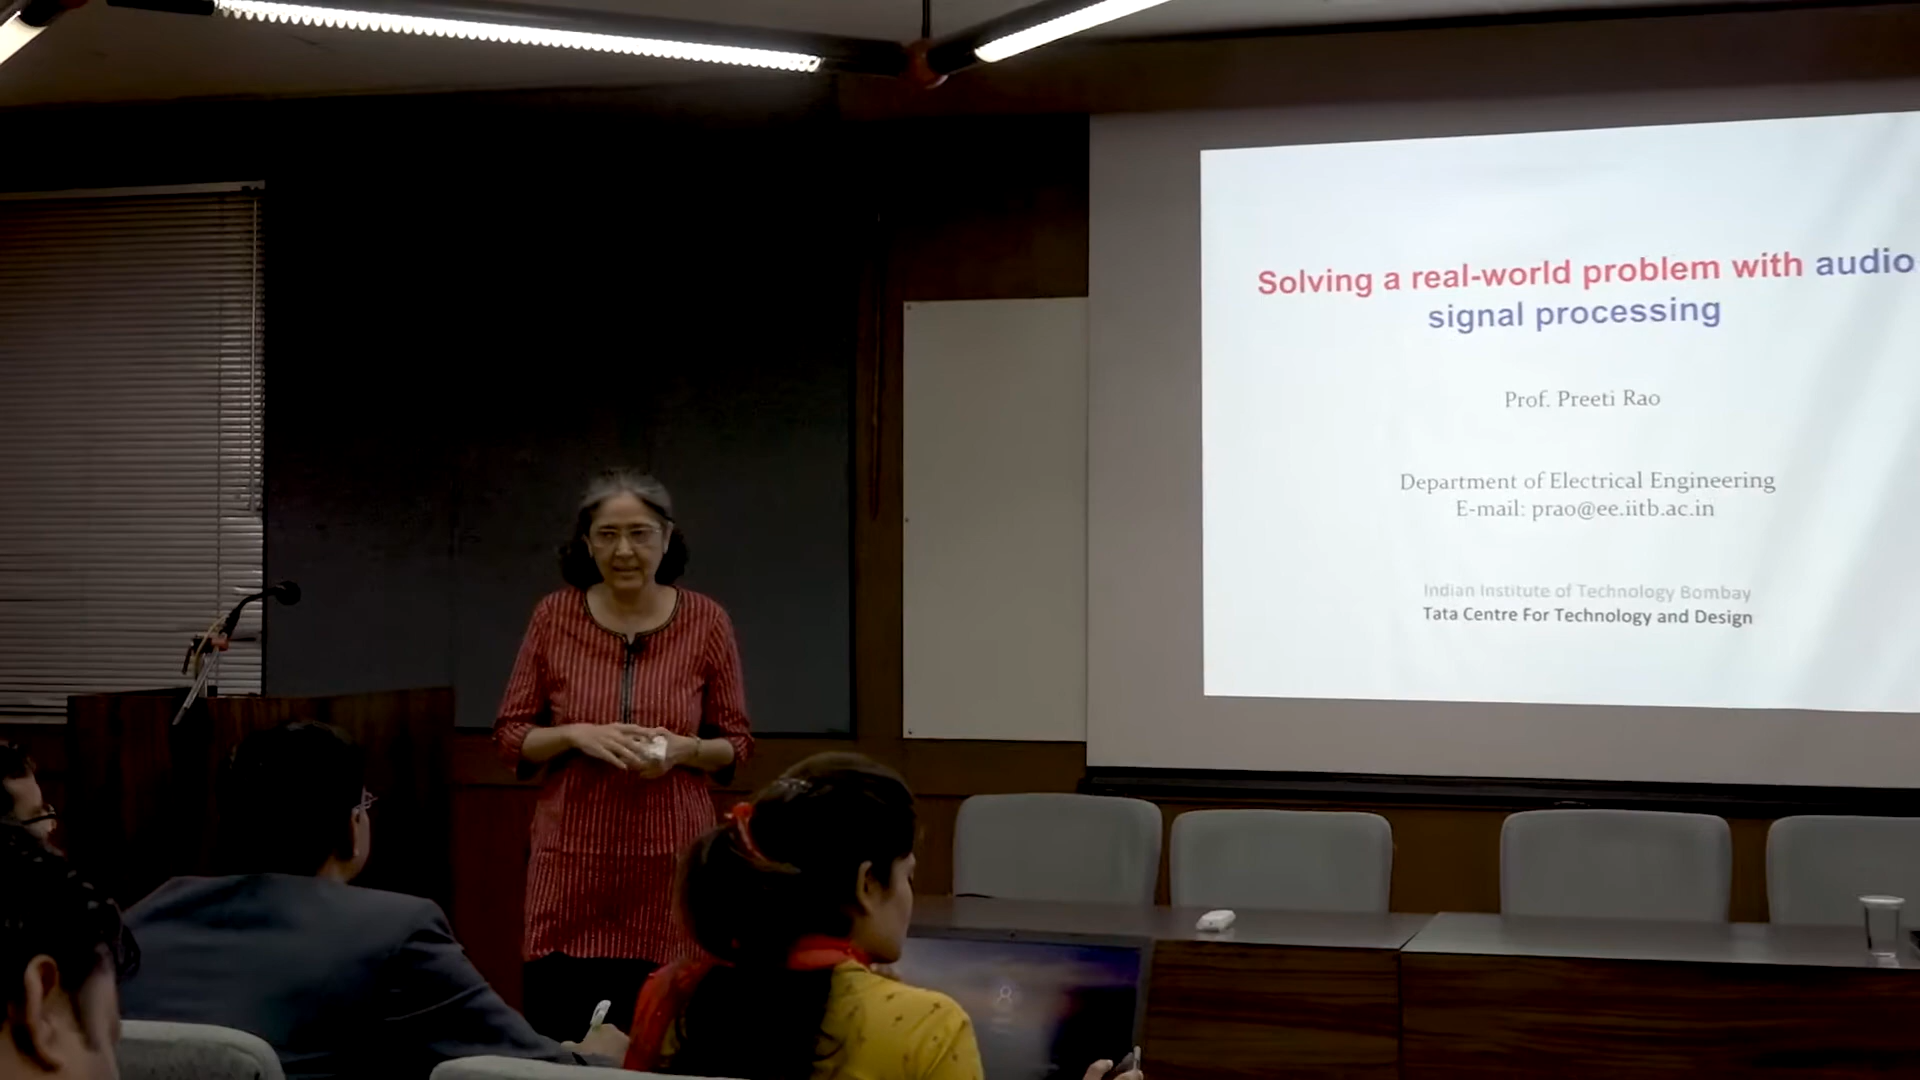 Solving a real-world problem with audio
signal processing
Prof. Preeti Rao
Department of Electrical Engineering
E-mail: prao@ee.iitb.ac.in
Indian Institute of Technology Bombay
Tata Centre For Technology and Design